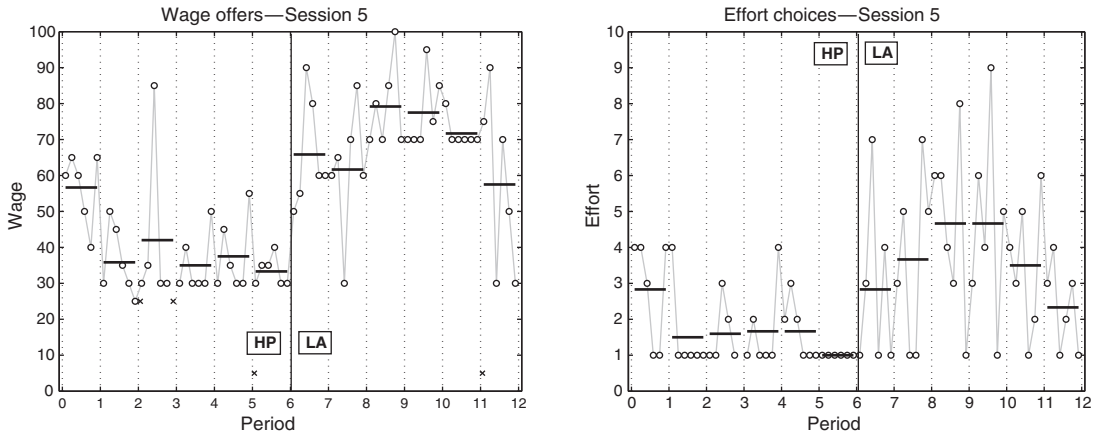 Wage offers—Session 5
100
90
80
70
60
50
40
30
20
10
0
Wage
HP LA
0 1 2 3 4 5 6 7 8 9 10 11 12
Period
Effort choices—Session 5
10
9
8
7
6
5
4
3
2
1
0
Effort
HP LA
0 1 2 3 4 5 6 7 8 9 10 11 12
Period